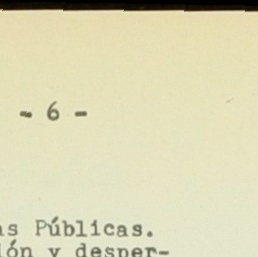 - 6 -
as Públicas.
ión y desper-